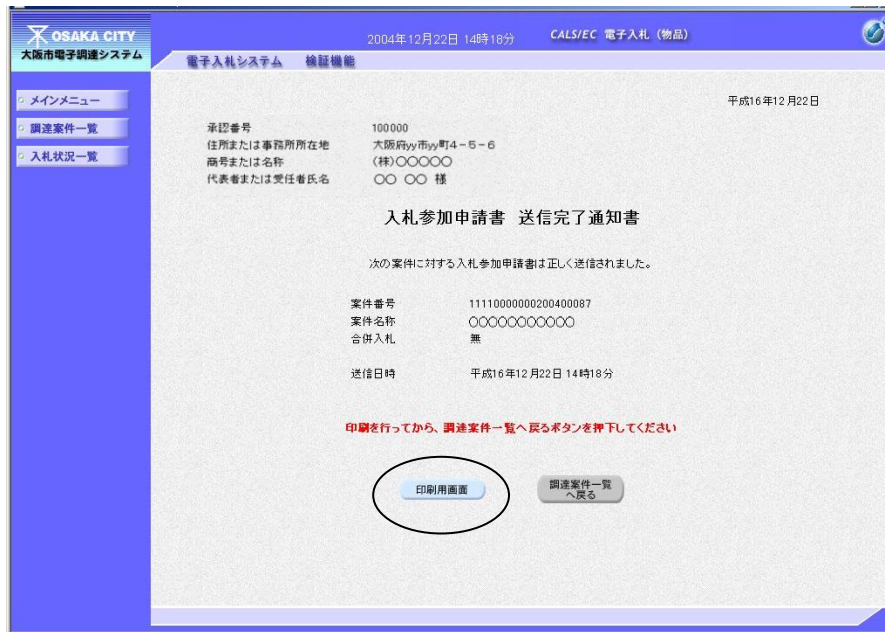 OSAKA CITY
大阪市電子調達システム
2004年12月22日 14時18分
CALS/EC 電子入札（物品）
電子入札システム 検証機能
メインメニュー
調達案件一覧
入札状況一覧
平成16年12月22日
承認番号 100000
住所または事務所所在地 大阪府yy市yy町4－5－6
商号または名称 (株)○○○○○
代表者または受任者氏名 ○○ ○○ 様
入札参加申請書 送信完了通知書
次の案件に対する入札参加申請書は正しく送信されました。
案件番号 11110000000200400087
案件名称 ○○○○○○○○○○○
合併入札 無
送信日時 平成16年12月22日 14時18分
印刷を行ってから、調達案件一覧へ戻るボタンを押下してください
印刷用画面
調達案件一覧
へ戻る